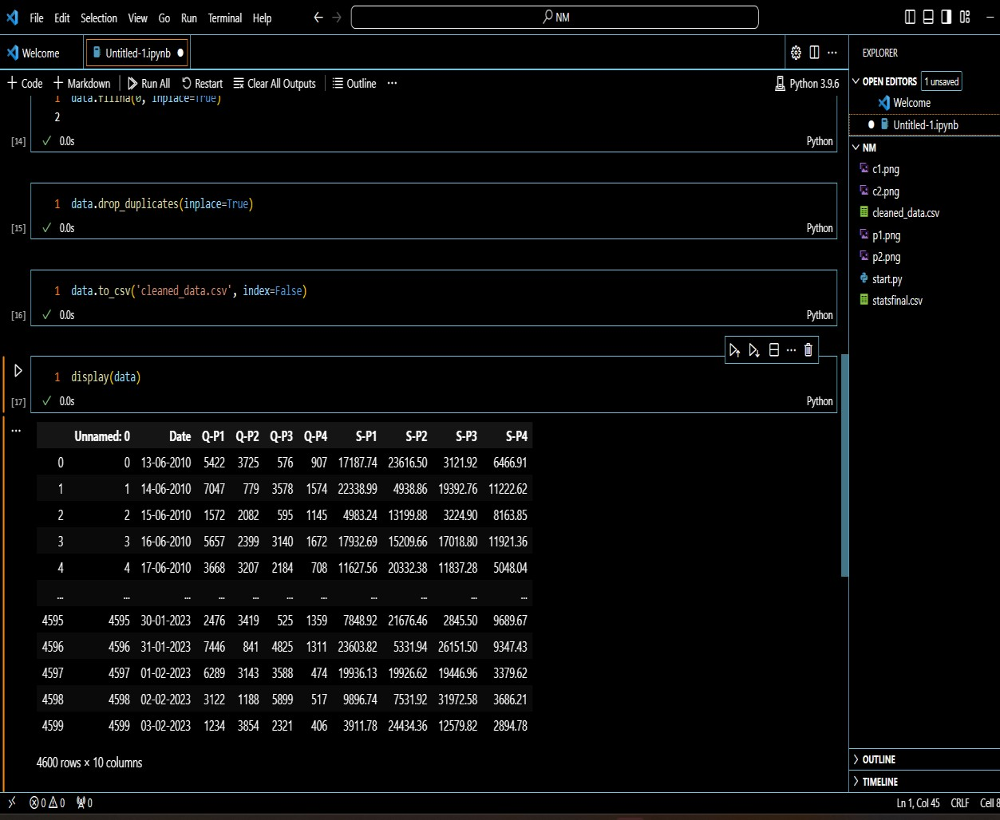 File Edit Selection View Go Run Terminal Help NM
Welcome Untitled-1.ipynb EXPLORER
+ Code + Markdown Run All Restart Clear All Outputs Outline ... Python 3.9.6
OPEN EDITORS 1 unsaved
Welcome
Untitled-1.ipynb
NM
c1.png
c2.png
cleaned_data.csv
p1.png
p2.png
start.py
statsfinal.csv
1 data.fillna(0, inplace=True)
2
[14] 0.0s Python
1 data.drop_duplicates(inplace=True)
[15] 0.0s Python
1 data.to_csv('cleaned_data.csv', index=False)
[16] 0.0s Python
1 display(data)
[17] 0.0s Python
Unnamed: 0 Date Q-P1 Q-P2 Q-P3 Q-P4 S-P1 S-P2 S-P3 S-P4
0 0 13-06-2010 5422 3725 576 907 17187.74 23616.50 3121.92 6466.91
1 1 14-06-2010 7047 779 3578 1574 22338.99 4938.86 19392.76 11222.62
2 2 15-06-2010 1572 2082 595 1145 4983.24 13199.88 3224.90 8163.85
3 3 16-06-2010 5657 2399 3140 1672 17932.69 15209.66 17018.80 11921.36
4 4 17-06-2010 3668 3207 2184 708 11627.56 20332.38 11837.28 5048.04
... ... ... ... ... ... ... ... ... ... ...
4595 4595 30-01-2023 2476 3419 525 1359 7848.92 21676.46 2845.50 9689.67
4596 4596 31-01-2023 7446 841 4825 1311 23603.82 5331.94 26151.50 9347.43
4597 4597 01-02-2023 6289 3143 3588 474 19936.13 19926.62 19446.96 3379.62
4598 4598 02-02-2023 3122 1188 5899 517 9896.74 7531.92 31972.58 3686.21
4599 4599 03-02-2023 1234 3854 2321 406 3911.78 24434.36 12579.82 2894.78
4600 rows × 10 columns
OUTLINE
TIMELINE
0 0 0 Ln 1, Col 45 CRLF Cell 8